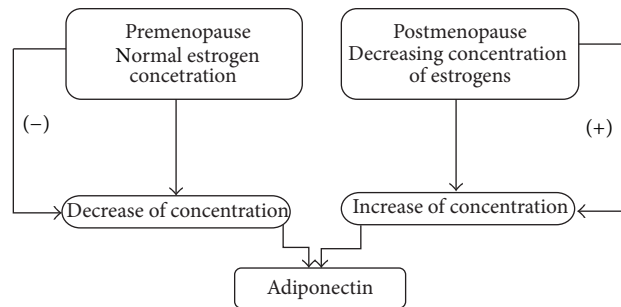 Premenopause
Normal estrogen
concetration
Postmenopause
Decreasing concentration
of estrogens
(−)
(+)
Decrease of concentration
Increase of concentration
Adiponectin